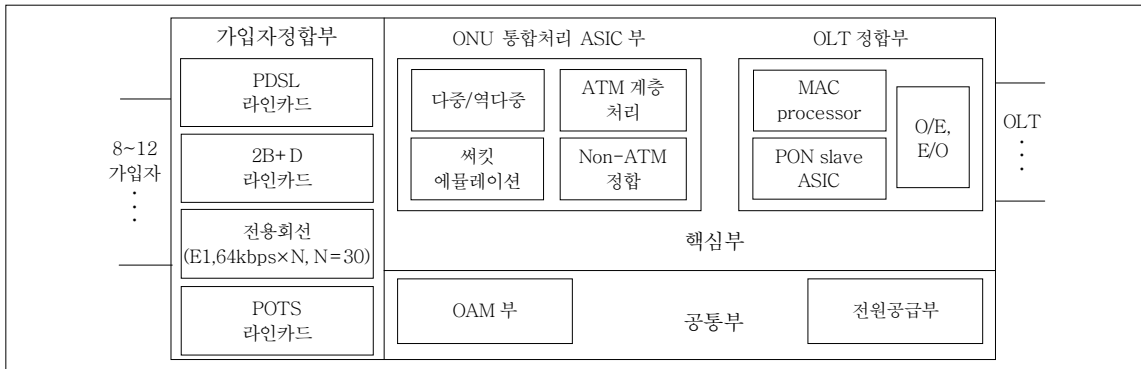 가입자정합부
ONU 통합처리 ASIC 부
OLT 정합부
8~12
가입자
PDSL
라인카드
2B+D
라인카드
전용회선
(E1,64kbps×N, N=30)
POTS
라인카드
다중/역다중
ATM 계층
처리
써킷
에뮬레이션
Non-ATM
정합
MAC
processor
PON slave
ASIC
O/E,
E/O
OLT
핵심부
OAM 부
공통부
전원공급부